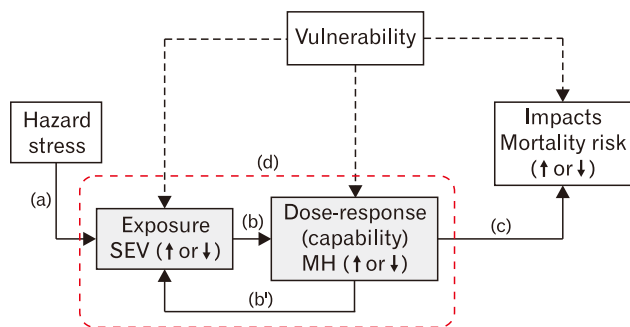 Vulnerability
Hazard
stress
Impacts
Mortality risk
(↑ or ↓)
(d)
(a)
Exposure
SEV (↑ or ↓)
(b)
Dose-response
(capability)
MH (↑ or ↓)
(c)
(b')